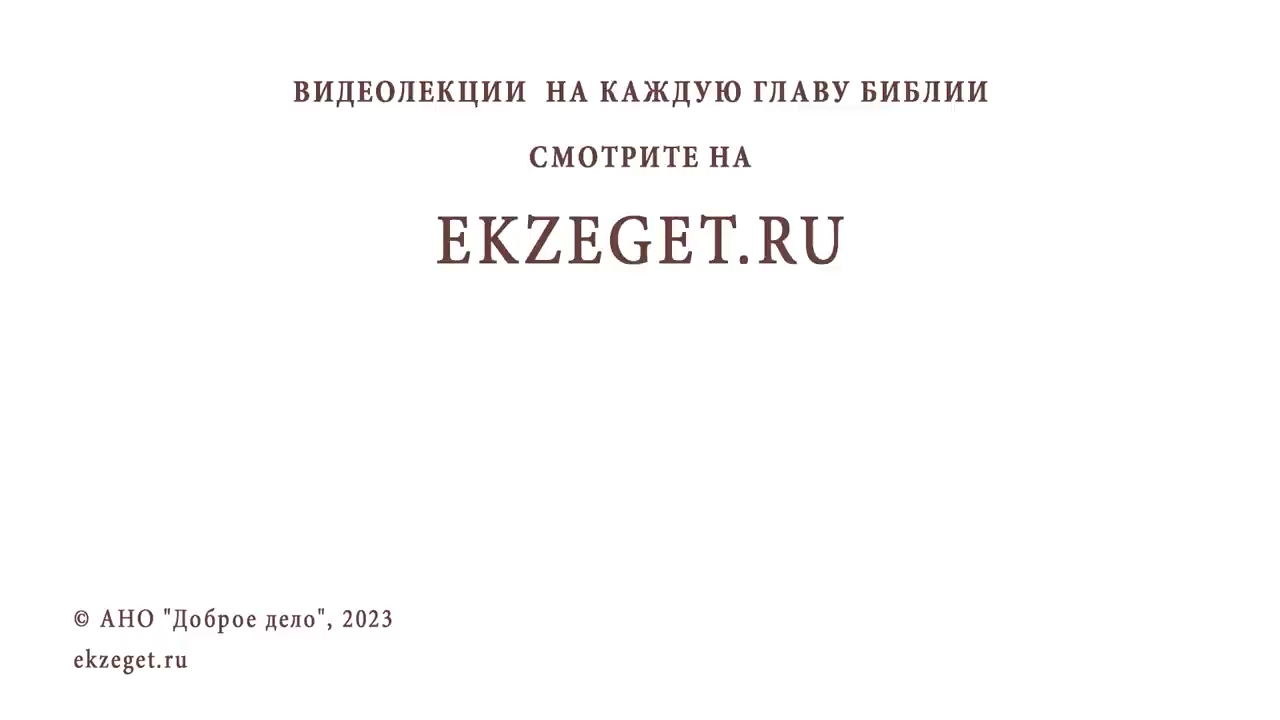 ВИДЕОЛЕКЦИИ НА КАЖДУЮ ГЛАВУ БИБЛИИ
СМОТРИТЕ НА
EKZEGET.RU
© АНО "Доброе дело", 2023
ekzeget.ru